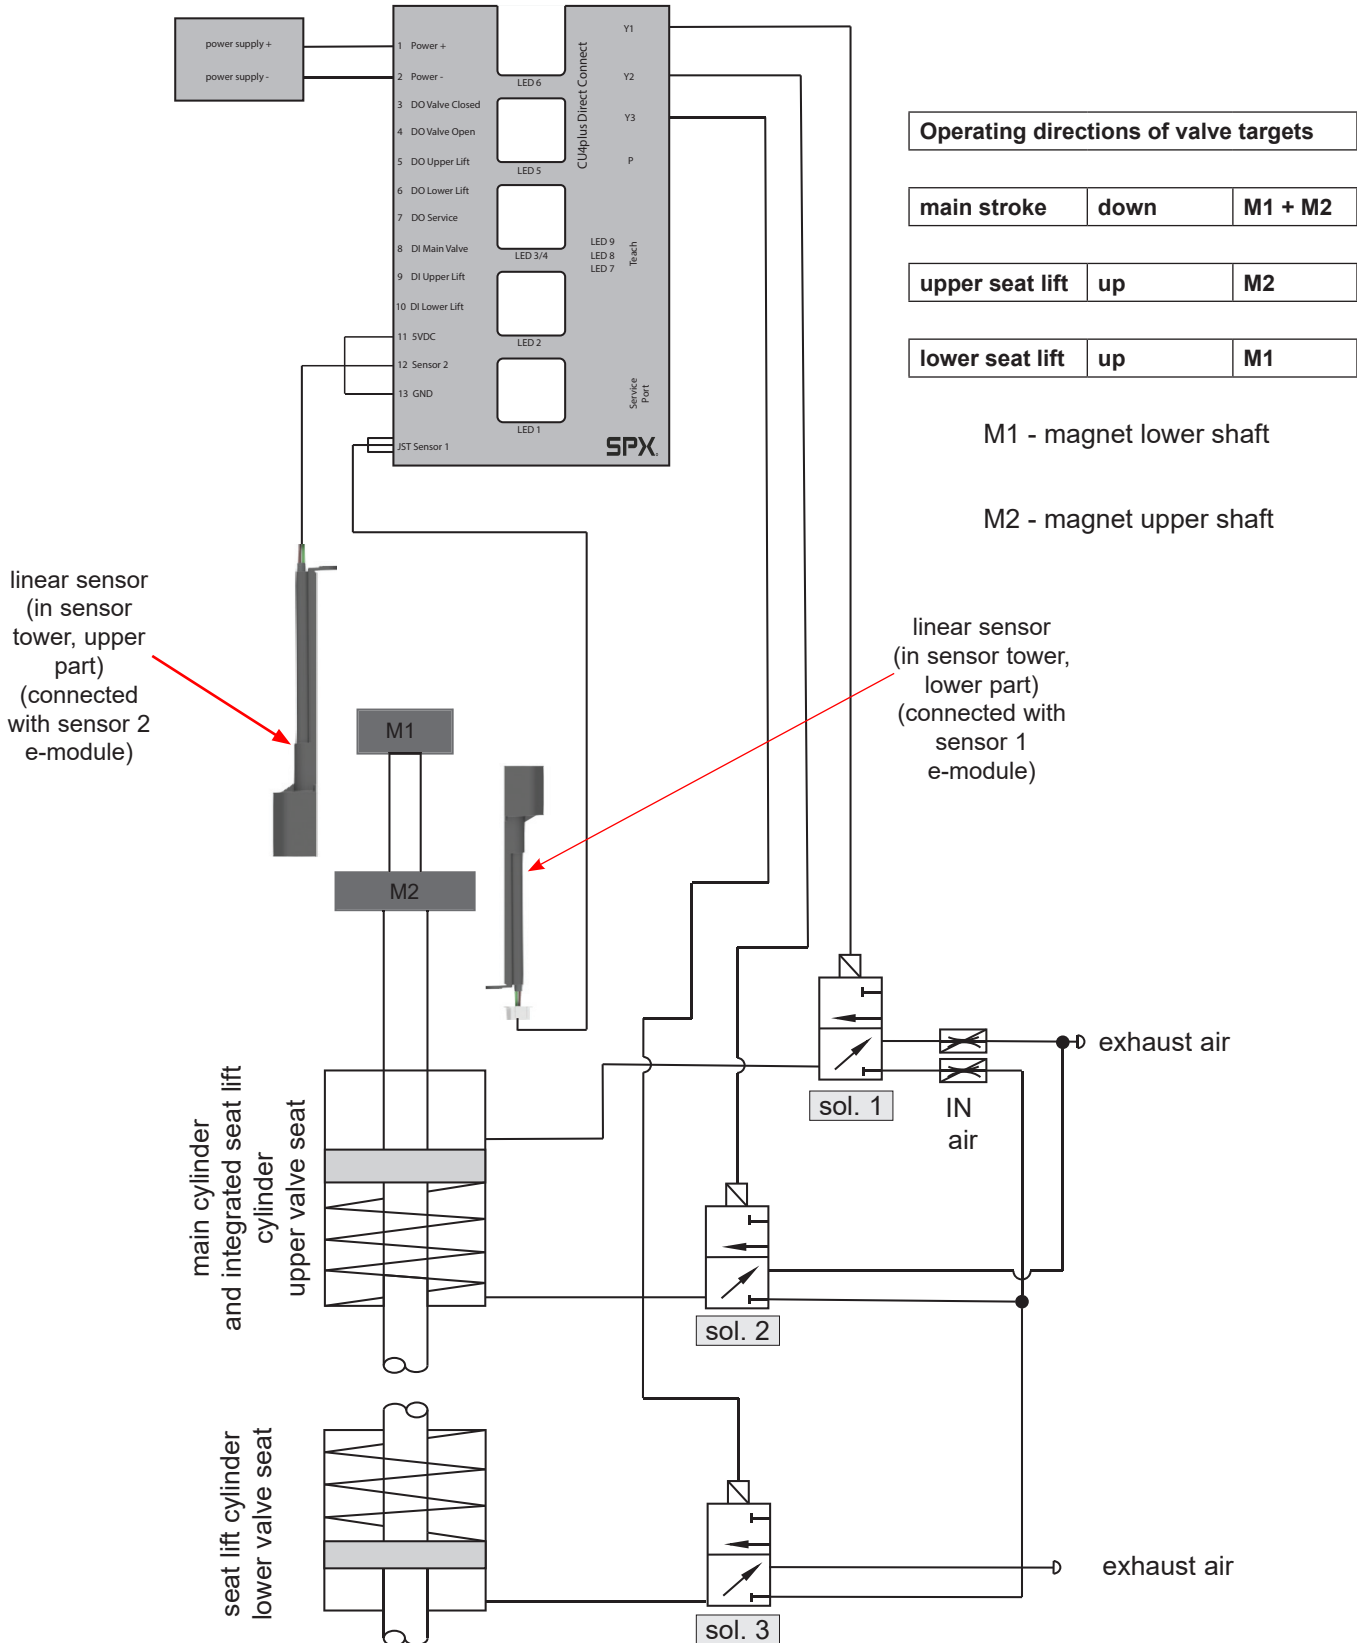 power supply +
power supply -
1 Power +
2 Power -
3 DO Valve Closed
4 DO Valve Open
5 DO Upper Lift
6 DO Lower Lift
7 DO Service
8 DI Main Valve
9 DI Upper Lift
10 DI Lower Lift
11 5VDC
12 Sensor 2
13 GND
JST Sensor 1
LED 6
LED 5
LED 3/4
LED 2
LED 1
CU4plus Direct Connect
Y1
Y2
Y3
P
LED 9
LED 8
LED 7
Teach
Service
Port
SPX.
Operating directions of valve targets
main stroke down M1 + M2
upper seat lift up M2
lower seat lift up M1
M1 - magnet lower shaft
M2 - magnet upper shaft
linear sensor
(in sensor
tower, upper
part)
(connected
with sensor 2
e-module)
linear sensor
(in sensor tower,
lower part)
(connected with
sensor 1
e-module)
M1
M2
exhaust air
sol. 1
IN
air
main cylinder
and integrated seat lift
cylinder
upper valve seat
sol. 2
seat lift cylinder
lower valve seat
exhaust air
sol. 3